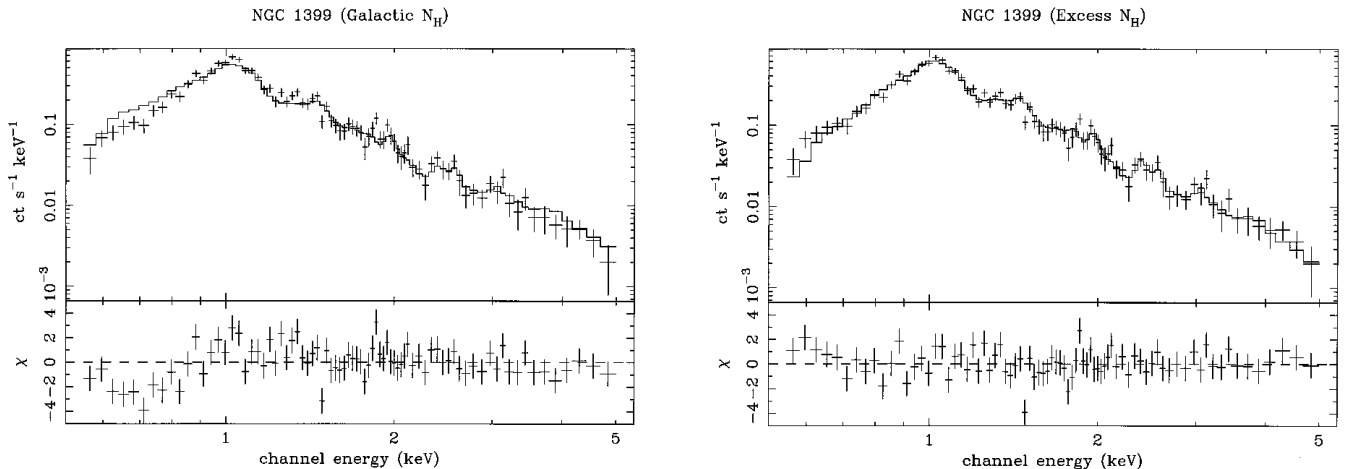 NGC 1399 (Galactic N_H)
ct s⁻¹ keV⁻¹
0.1
0.01
10⁻³
χ
2
0
−2
−4
1
2
5
channel energy (keV)
NGC 1399 (Excess N_H)
ct s⁻¹ keV⁻¹
0.1
0.01
10⁻³
χ
2
0
−2
−4
1
2
5
channel energy (keV)